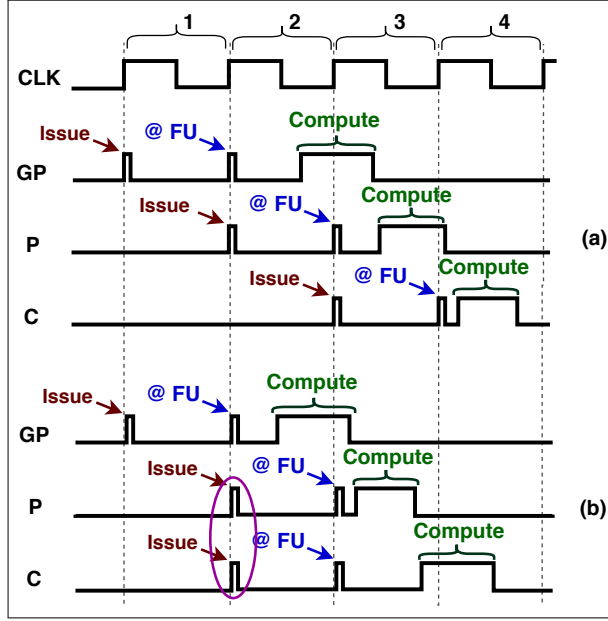 1 2 3 4
CLK
Issue @ FU Compute
GP
Issue @ FU Compute
P (a)
Issue @ FU Compute
C
Issue @ FU Compute
GP
Issue @ FU Compute
P (b)
Issue @ FU Compute
C